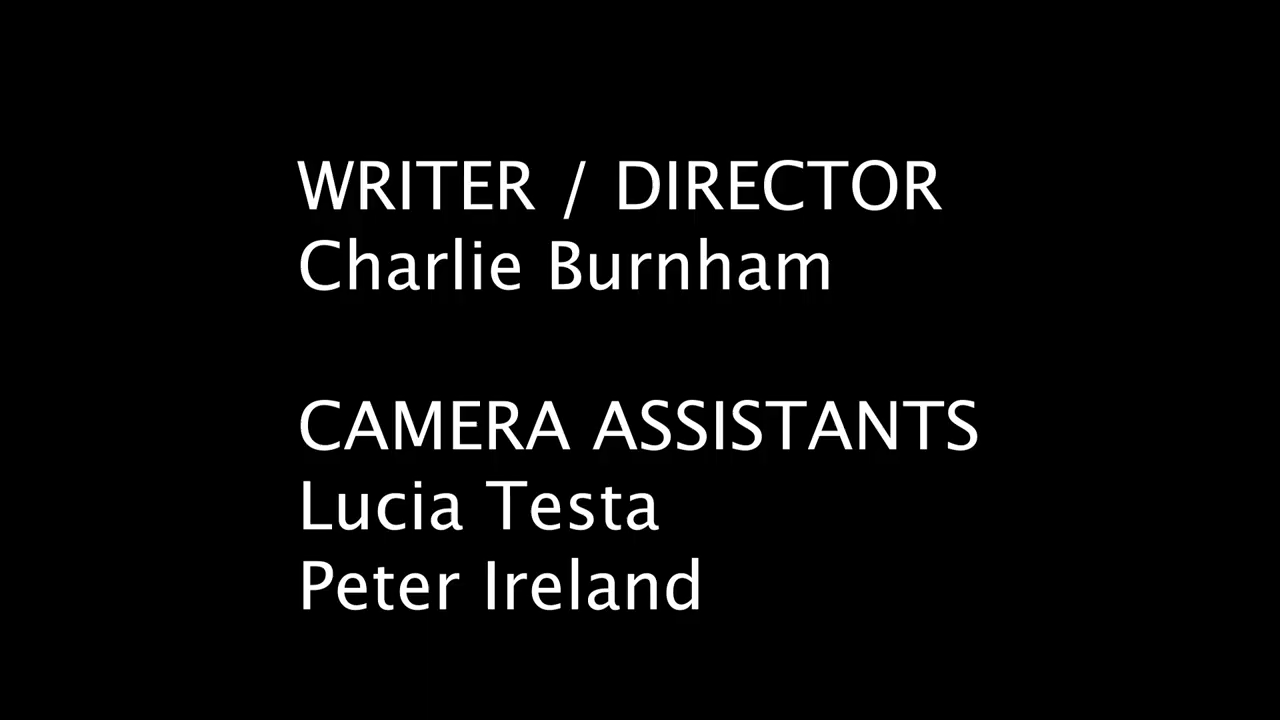 WRITER / DIRECTOR
Charlie Burnham
CAMERA ASSISTANTS
Lucia Testa
Peter Ireland